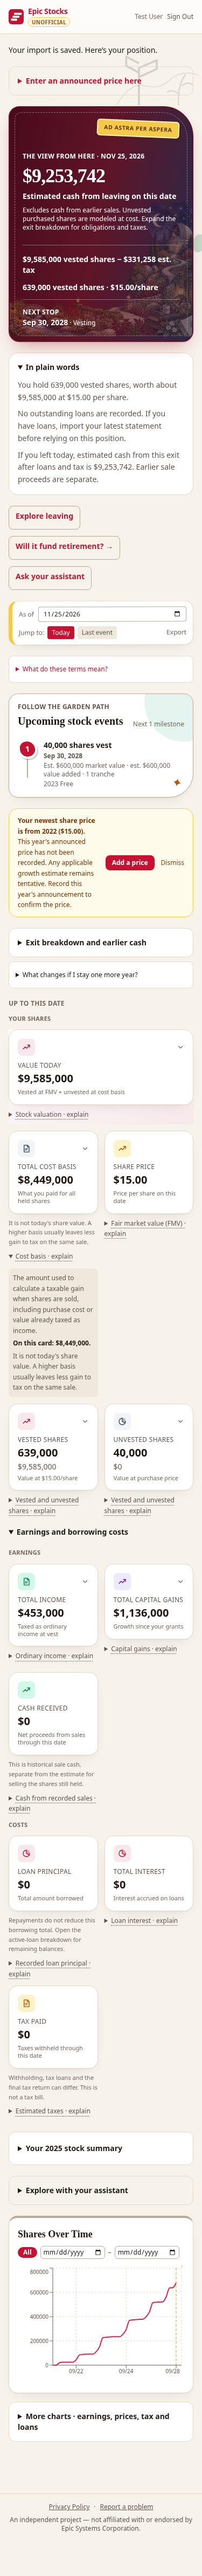 Epic Stocks
UNOFFICIAL
Test User Sign Out
Your import is saved. Here's your position.
▶ Enter an announced price here
AD ASTRA PER ASPERA
THE VIEW FROM HERE · NOV 25, 2026
$9,253,742
Estimated cash from leaving on this date
Excludes cash from earlier sales. Unvested
purchased shares are modeled at cost. Expand the
exit breakdown for obligations and taxes.
$9,585,000 vested shares − $331,258 est.
tax
639,000 vested shares · $15.00/share
NEXT STOP
Sep 30, 2028 · Vesting
▼ In plain words
You hold 639,000 vested shares, worth about
$9,585,000 at $15.00 per share.
No outstanding loans are recorded. If you
have loans, import your latest statement
before relying on this position.
If you left today, estimated cash from this exit
after loans and tax is $9,253,742. Earlier sale
proceeds are separate.
Explore leaving
Will it fund retirement? →
Ask your assistant
As of 11/25/2026
Jump to: Today Last event Export
▶ What do these terms mean?
FOLLOW THE GARDEN PATH
Upcoming stock events
Next 1 milestone
1
40,000 shares vest
Sep 30, 2028
Est. $600,000 market value · est. $600,000
value added · 1 tranche
2023 Free
Your newest share price
is from 2022 ($15.00).
This year's announced
price has not been
recorded. Any applicable
growth estimate remains
tentative. Record this
year's announcement to
confirm the price.
Add a price Dismiss
▶ Exit breakdown and earlier cash
▶ What changes if I stay one more year?
UP TO THIS DATE
YOUR SHARES
VALUE TODAY
$9,585,000
Vested at FMV + unvested at cost basis
▶ Stock valuation · explain
TOTAL COST BASIS
$8,449,000
What you paid for all
held shares
It is not today's share value. A
higher basis usually leaves less
gain to tax on the same sale.
▼ Cost basis · explain
The amount used to
calculate a taxable gain
when shares are sold,
including purchase cost or
value already taxed as
income.
On this card: $8,449,000.
It is not today's share
value. A higher basis
usually leaves less gain to
tax on the same sale.
SHARE PRICE
$15.00
Price per share on this
date
▶ Fair market value (FMV) ·
explain
VESTED SHARES
639,000
$9,585,000
Value at $15.00/share
▶ Vested and unvested
shares · explain
UNVESTED SHARES
40,000
$0
Value at purchase price
▶ Vested and unvested
shares · explain
▼ Earnings and borrowing costs
EARNINGS
TOTAL INCOME
$453,000
Taxed as ordinary
income at vest
▶ Ordinary income · explain
TOTAL CAPITAL GAINS
$1,136,000
Growth since your grants
▶ Capital gains · explain
CASH RECEIVED
$0
Net proceeds from sales
through this date
This is historical sale cash,
separate from the estimate for
selling the shares still held.
▶ Cash from recorded sales ·
explain
COSTS
LOAN PRINCIPAL
$0
Total amount borrowed
Repayments do not reduce this
borrowing total. Open the
active-loan breakdown for
remaining balances.
▶ Recorded loan principal ·
explain
TOTAL INTEREST
$0
Interest accrued on loans
▶ Loan interest · explain
TAX PAID
$0
Taxes withheld through
this date
Withholding, tax loans and the
final tax return can differ. This is
not a tax bill.
▶ Estimated taxes · explain
▶ Your 2025 stock summary
▶ Explore with your assistant
Shares Over Time
All mm/dd/yyyy – mm/dd/yyyy
800000
600000
400000
200000
0
09/22 09/24 09/28
▶ More charts · earnings, prices, tax and
loans
Privacy Policy · Report a problem
An independent project — not affiliated with or endorsed by
Epic Systems Corporation.